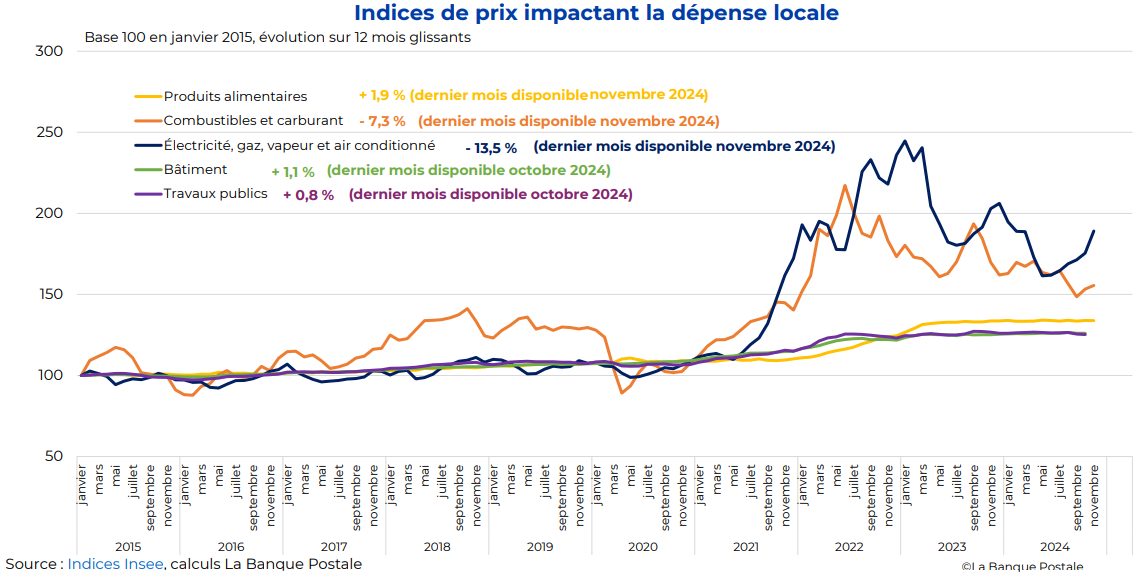 Indices de prix impactant la dépense locale
Base 100 en janvier 2015, évolution sur 12 mois glissants
300
250
200
150
100
50
Produits alimentaires + 1,9 % (dernier mois disponible novembre 2024)
Combustibles et carburant - 7,3 % (dernier mois disponible novembre 2024)
Électricité, gaz, vapeur et air conditionné - 13,5 % (dernier mois disponible novembre 2024)
Bâtiment + 1,1 % (dernier mois disponible octobre 2024)
Travaux publics + 0,8 % (dernier mois disponible octobre 2024)
janvier mars mai juillet septembre novembre janvier mars mai juillet septembre novembre janvier mars mai juillet septembre novembre janvier mars mai juillet septembre novembre janvier mars mai juillet septembre novembre janvier mars mai juillet septembre novembre janvier mars mai juillet septembre novembre janvier mars mai juillet septembre novembre janvier mars mai juillet septembre novembre janvier mars mai juillet septembre novembre
2015 2016 2017 2018 2019 2020 2021 2022 2023 2024
Source : Indices Insee, calculs La Banque Postale
©La Banque Postale